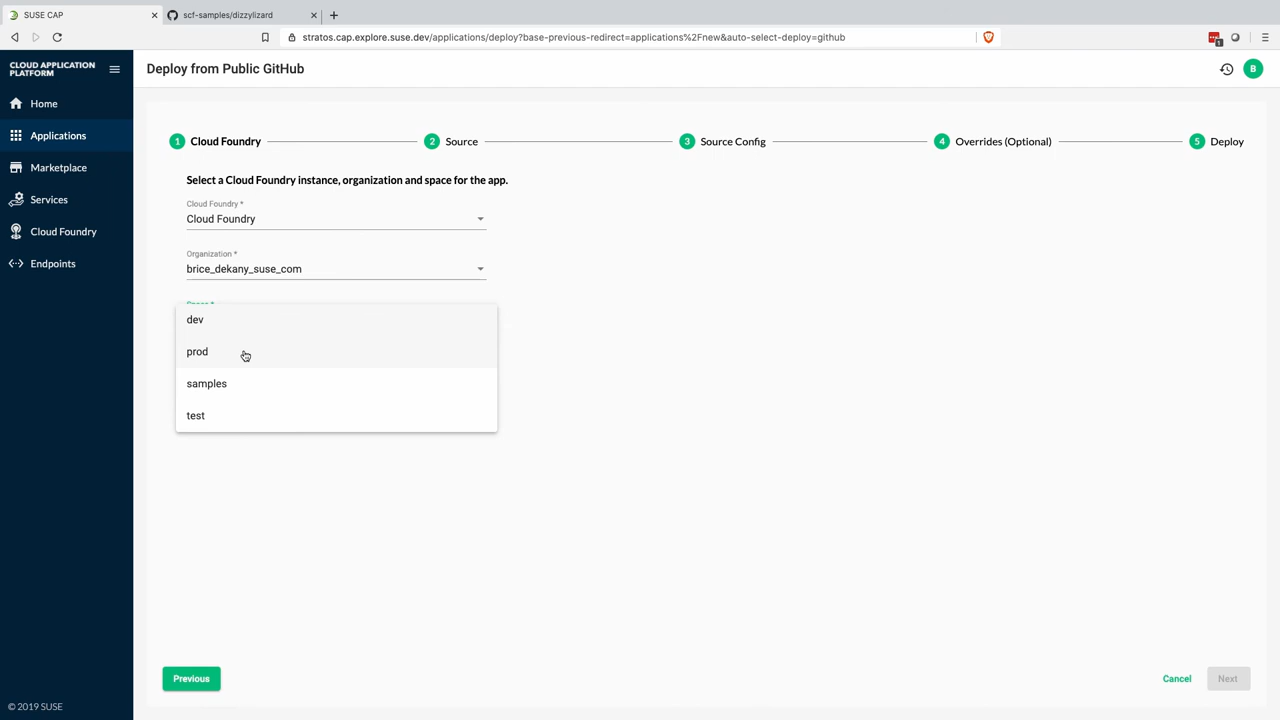 SUSE CAP
scf-samples/dizzylizard
stratos.cap.explore.suse.dev/applications/deploy?base-previous-redirect=applications%2Fnew&auto-select-deploy=github
1
CLOUD APPLICATION
PLATFORM
Deploy from Public GitHub
B
Home
Applications
Marketplace
Services
Cloud Foundry
Endpoints
1 Cloud Foundry
2 Source
3 Source Config
4 Overrides (Optional)
5 Deploy
Select a Cloud Foundry instance, organization and space for the app.
Cloud Foundry *
Cloud Foundry
Organization *
brice_dekany_suse_com
Space *
dev
prod
samples
test
Previous
Cancel
Next
© 2019 SUSE